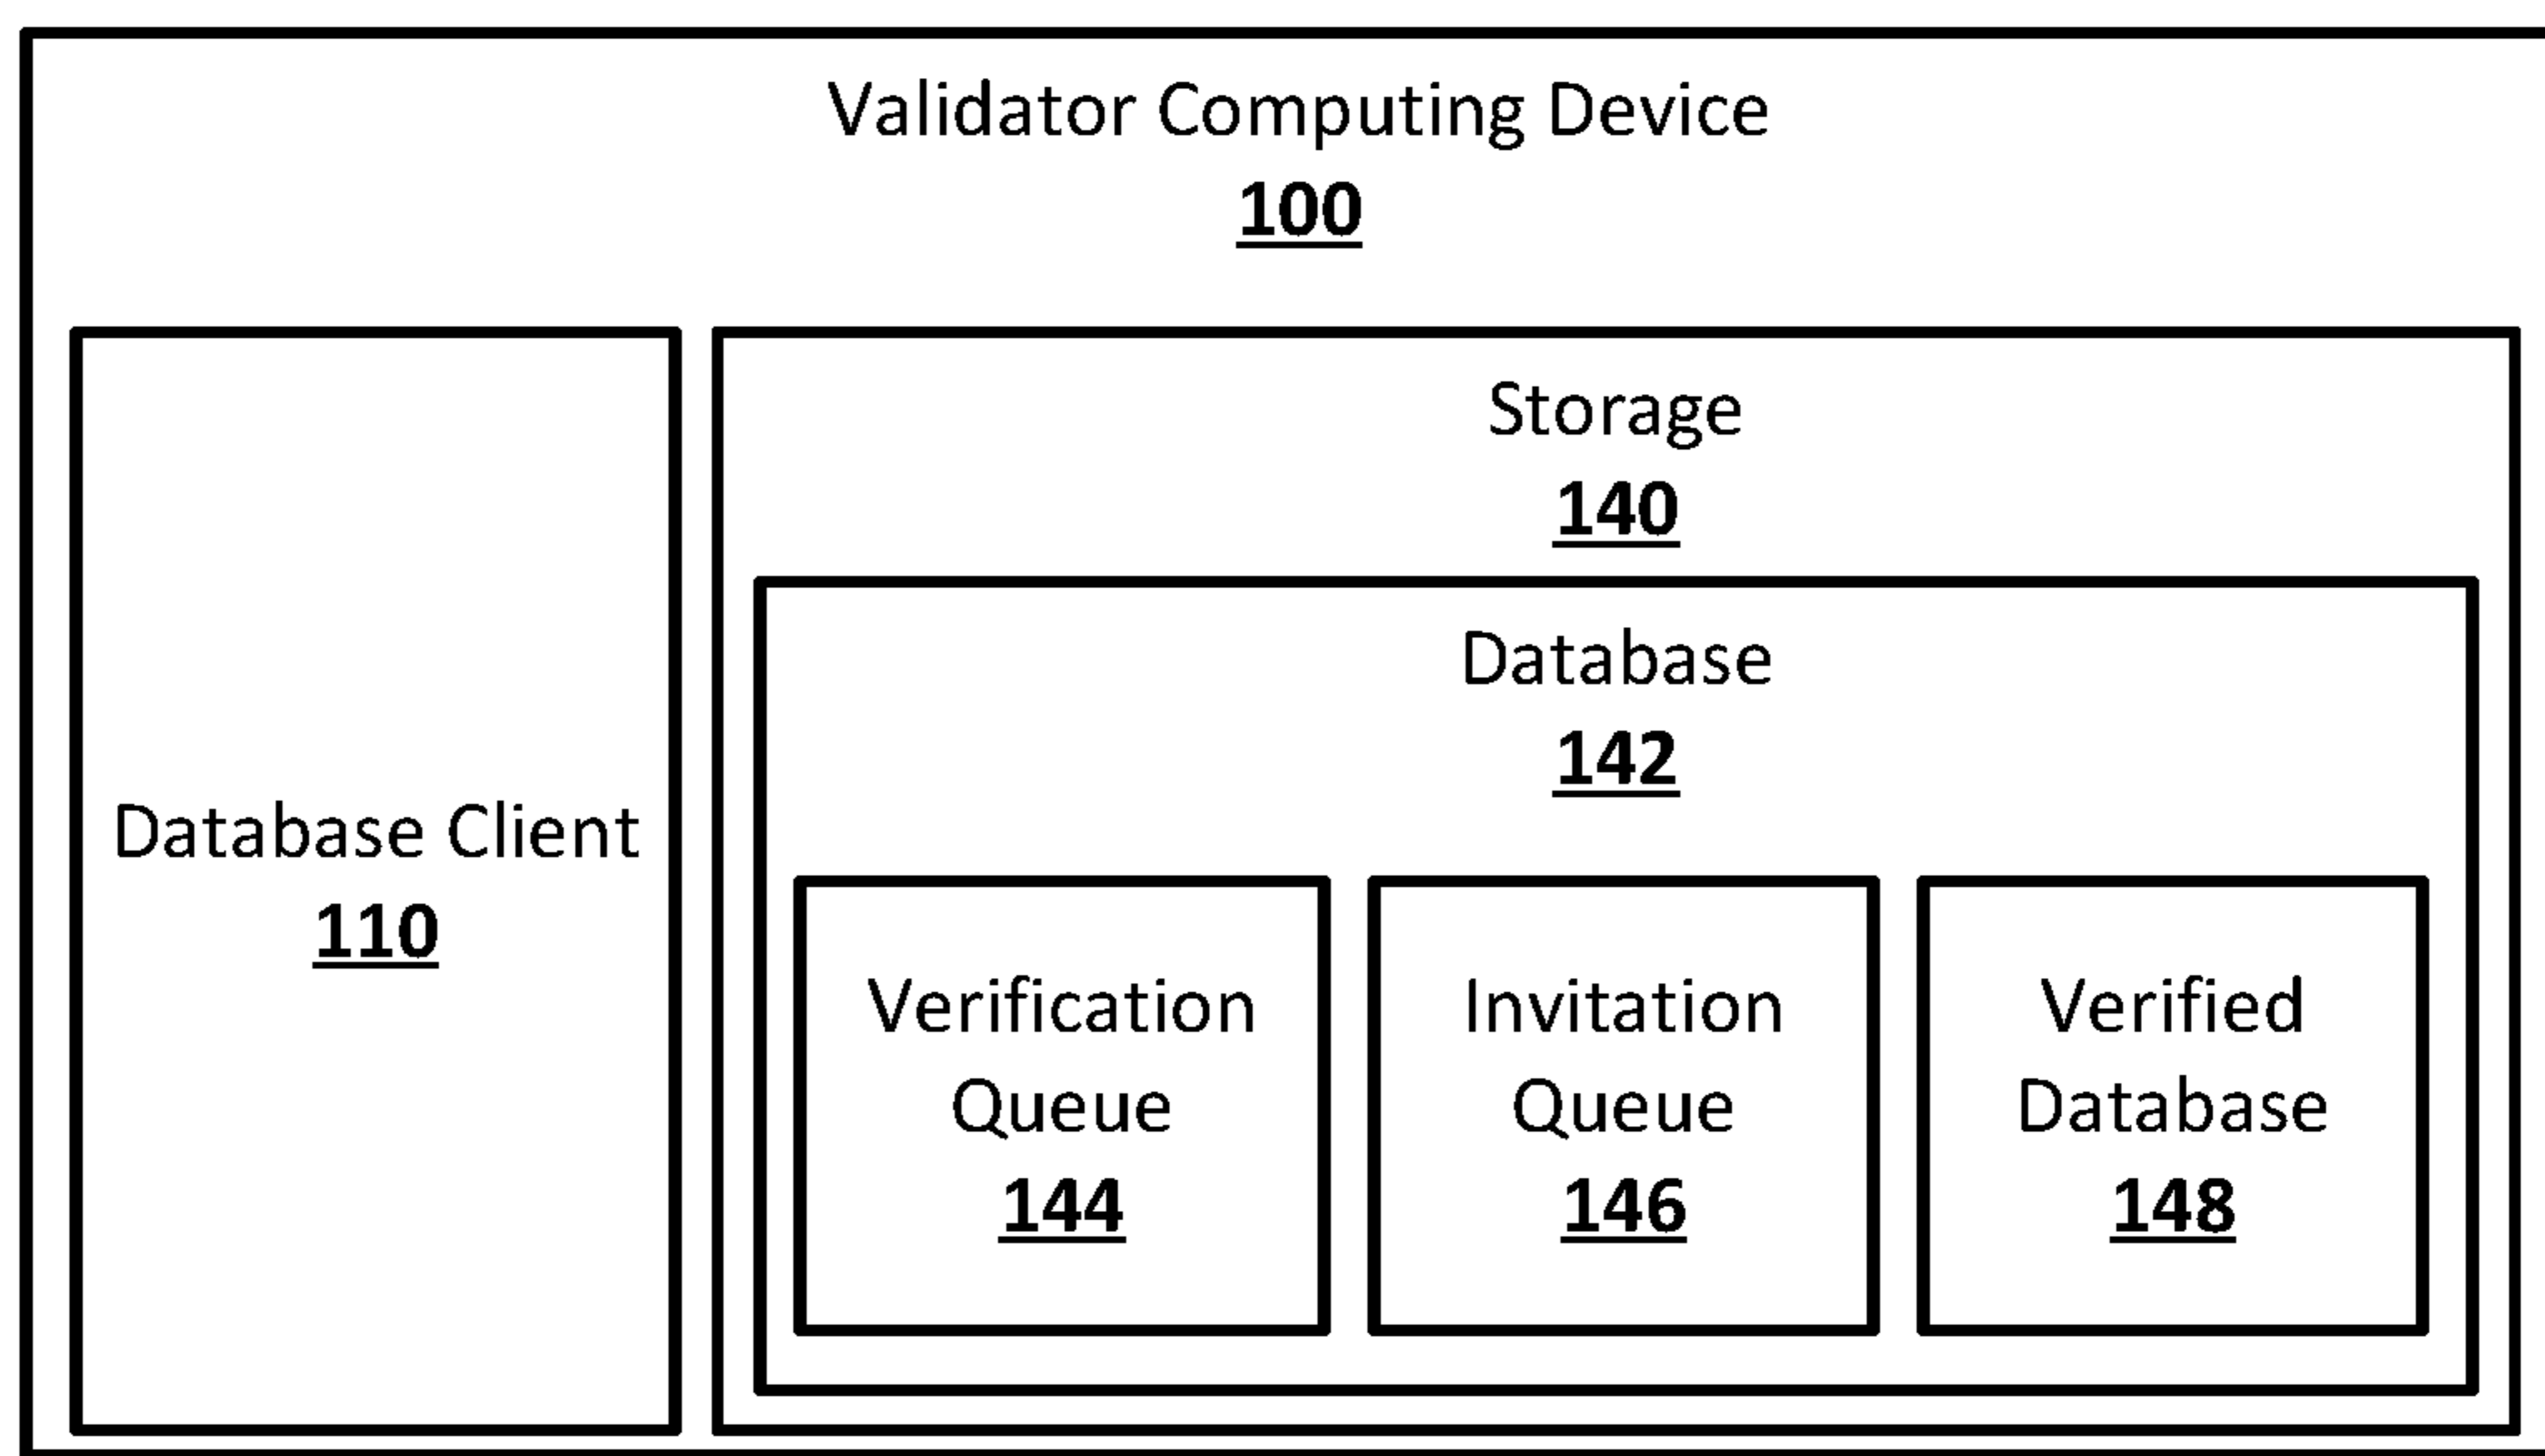 Validator Computing Device
100
Database Client
110
Storage
140
Database
142
Verification
Queue
144
Invitation
Queue
146
Verified
Database
148